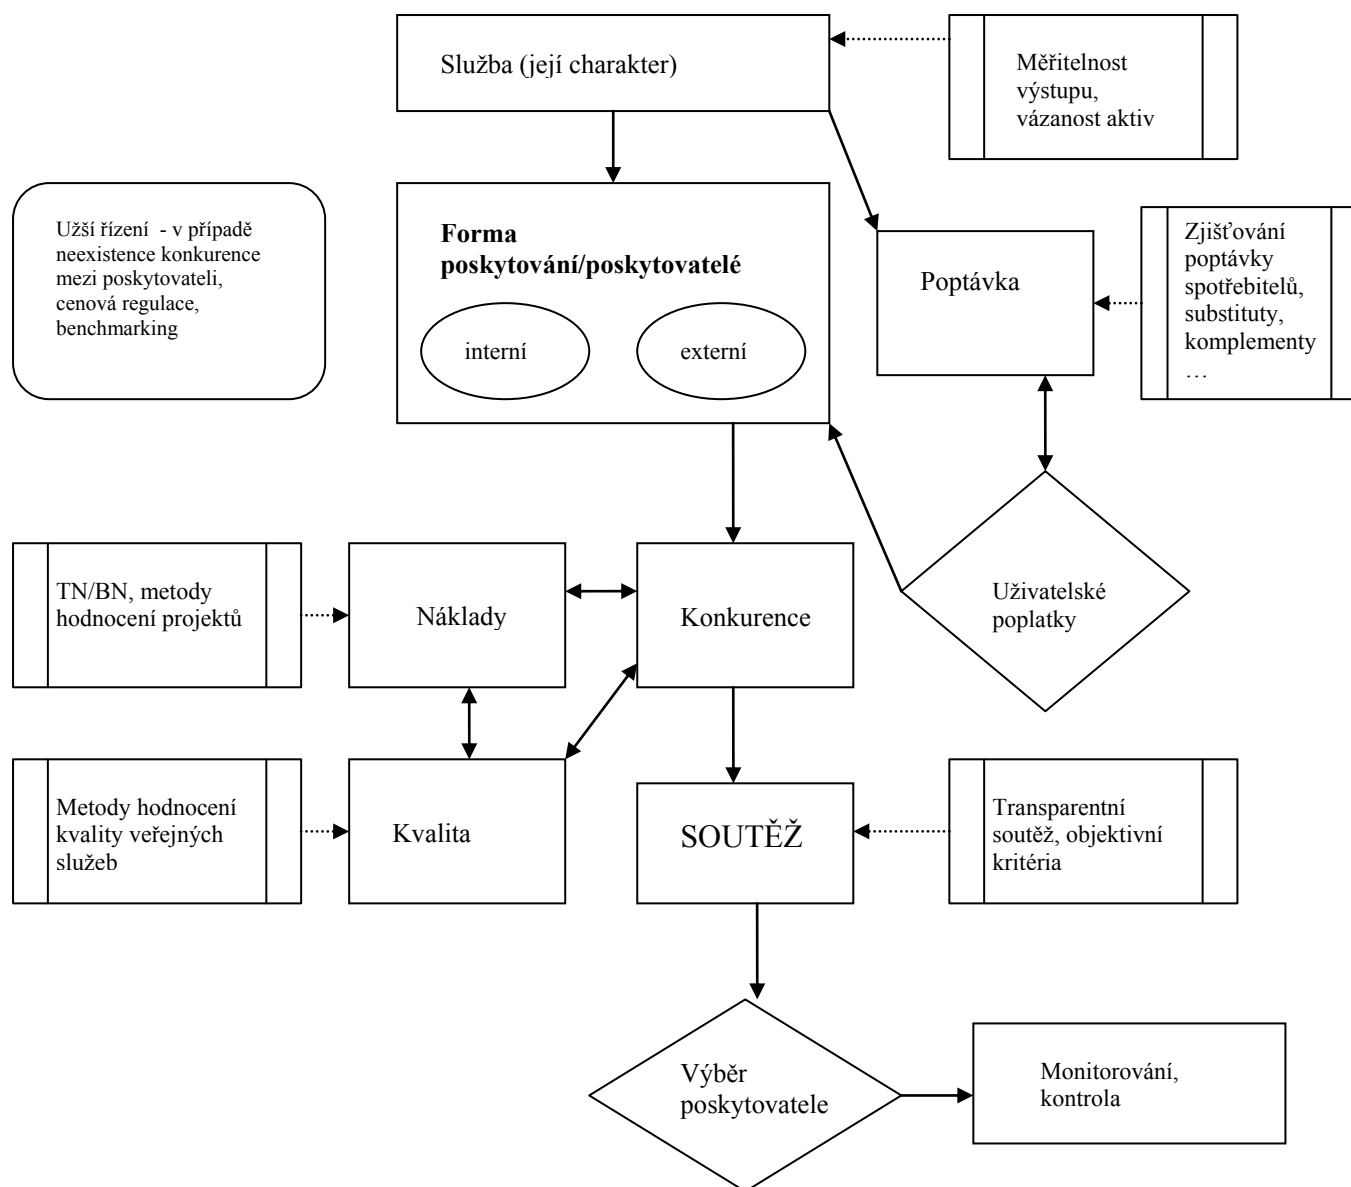 Služba (její charakter)
Měřitelnost
výstupu,
vázanost aktiv
Užší řízení  - v případě
neexistence konkurence
mezi poskytovateli,
cenová regulace,
benchmarking
Forma
poskytování/poskytovatelé
interní
externí
Poptávka
Zjišťování
poptávky
spotřebitelů,
substituty,
komplementy
…
TN/BN, metody
hodnocení projektů
Náklady
Konkurence
Uživatelské
poplatky
Metody hodnocení
kvality veřejných
služeb
Kvalita
SOUTĚŽ
Transparentní
soutěž, objektivní
kritéria
Výběr
poskytovatele
Monitorování,
kontrola